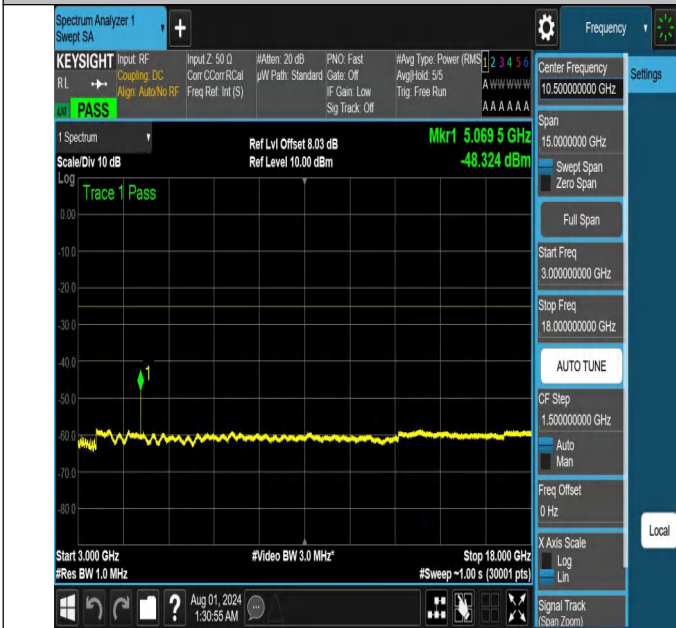 Spectrum Analyzer 1
Swept SA
+
Frequency
KEYSIGHT
Input: RF
Input Z: 50 Ω
#Atten: 20 dB
PNO: Fast
#Avg Type: Power (RMS
1 2 3 4 5 6
RL
Coupling: DC
Corr CCorr RCal
µW Path: Standard
Gate: Off
Avg|Hold: 5/5
A W W W W W
Align: Auto/No RF
Freq Ref: Int (S)
IF Gain: Low
Trig: Free Run
Sig Track: Off
A A A A A A
PASS
1 Spectrum
Ref Lvl Offset 8.03 dB
Mkr1 5.069 5 GHz
Scale/Div 10 dB
Ref Level 10.00 dBm
-48.324 dBm
Log
Trace 1 Pass
0.00
-10.0
-20.0
-30.0
-40.0
1
-50.0
-60.0
-70.0
-80.0
Start 3.000 GHz
#Video BW 3.0 MHz*
Stop 18.000 GHz
#Res BW 1.0 MHz
#Sweep ~1.00 s (30001 pts)
?
Aug 01, 2024
1:30:55 AM
Center Frequency
10.500000000 GHz
Settings
Span
15.0000000 GHz
Swept Span
Zero Span
Full Span
Start Freq
3.000000000 GHz
Stop Freq
18.000000000 GHz
AUTO TUNE
CF Step
1.500000000 GHz
Auto
Man
Freq Offset
0 Hz
X Axis Scale
Log
Lin
Local
Signal Track
(Span Zoom)